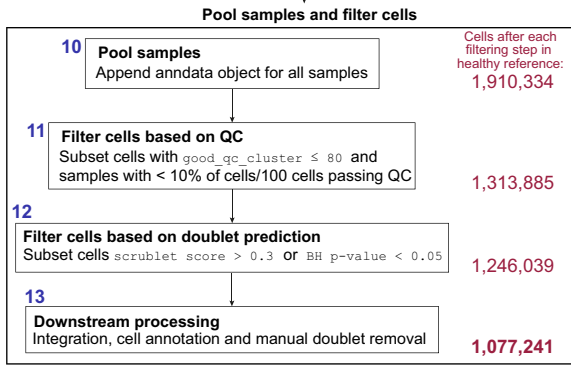 Pool samples and filter cells
Cells after each
filtering step in
healthy reference:
10
Pool samples
Append anndata object for all samples
1,910,334
11
Filter cells based on QC
Subset cells with good_qc_cluster ≤ 80 and
samples with < 10% of cells/100 cells passing QC
1,313,885
12
Filter cells based on doublet prediction
Subset cells scrublet score > 0.3 or BH p-value < 0.05
1,246,039
13
Downstream processing
Integration, cell annotation and manual doublet removal
1,077,241